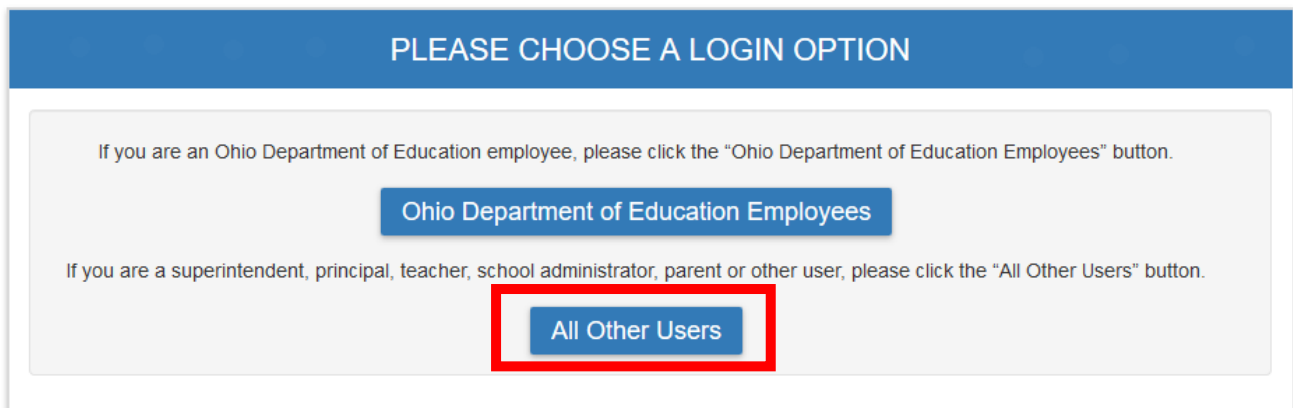 PLEASE CHOOSE A LOGIN OPTION
If you are an Ohio Department of Education employee, please click the “Ohio Department of Education Employees” button.
Ohio Department of Education Employees
If you are a superintendent, principal, teacher, school administrator, parent or other user, please click the “All Other Users” button.
All Other Users